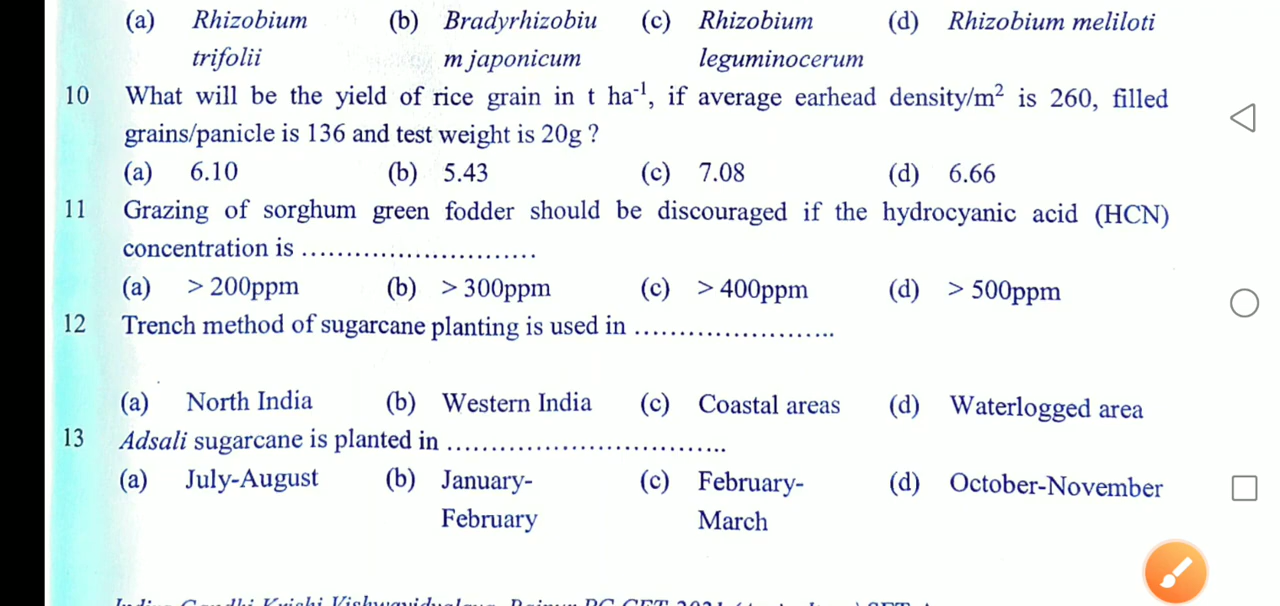 (a) Rhizobium (b) Bradyrhizobiu (c) Rhizobium (d) Rhizobium meliloti
trifolii m japonicum leguminocerum
10 What will be the yield of rice grain in t ha⁻¹, if average earhead density/m² is 260, filled
grains/panicle is 136 and test weight is 20g ?
(a) 6.10 (b) 5.43 (c) 7.08 (d) 6.66
11 Grazing of sorghum green fodder should be discouraged if the hydrocyanic acid (HCN)
concentration is ..............................
(a) > 200ppm (b) > 300ppm (c) > 400ppm (d) > 500ppm
12 Trench method of sugarcane planting is used in .........................
(a) North India (b) Western India (c) Coastal areas (d) Waterlogged area
13 Adsali sugarcane is planted in ...................................
(a) July-August (b) January- (c) February- (d) October-November
February March